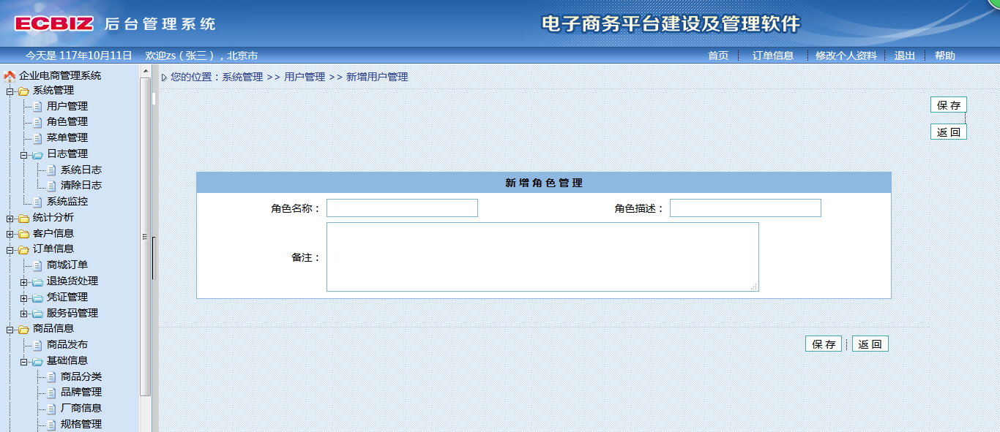 ECBIZ 后台管理系统
电子商务平台建设及管理软件
今天是 117年10月11日 欢迎zs（张三），北京市
首页 订单信息 修改个人资料 退出 帮助
企业电商管理系统
系统管理
用户管理
角色管理
菜单管理
日志管理
系统日志
清除日志
系统监控
统计分析
客户信息
订单信息
商城订单
退换货处理
凭证管理
服务码管理
商品信息
商品发布
基础信息
商品分类
品牌管理
厂商信息
规格管理
您的位置：系统管理 >> 用户管理 >> 新增用户管理
保 存
返 回
新 增 角 色 管 理
角色名称： 角色描述：
备注：
保 存 返 回